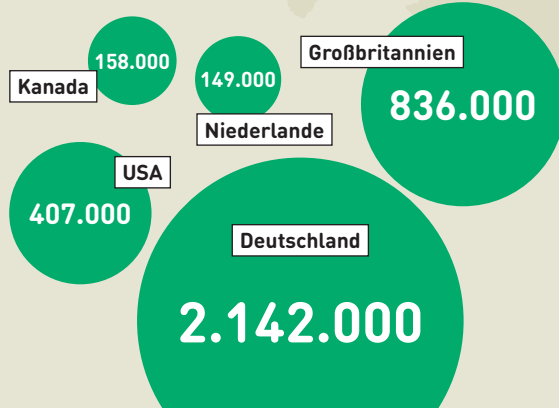 Großbritannien
158.000
149.000
Kanada
836.000
Niederlande
USA
407.000
Deutschland
2.142.000